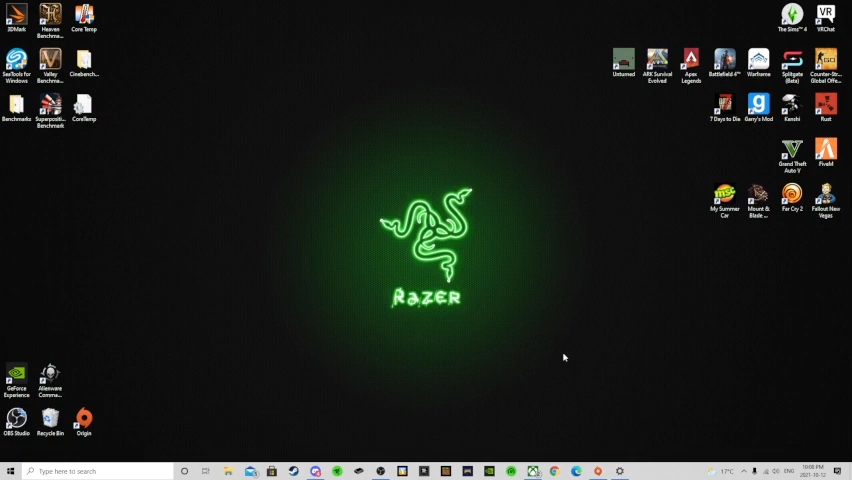 3DMark
Heaven
Benchma...
Core Temp
The Sims™ 4
VRChat
VR
SeaTools for
Windows
Valley
Benchma...
Cinebench...
Unturned
ARK Survival
Evolved
Apex
Legends
Battlefield 4™
Warframe
Splitgate
(Beta)
Counter-Str...
Global Offe...
GO
Benchmarks
Superpositi...
Benchmark
CoreTemp
7 Days to Die
Garry's Mod
Kenshi
Rust
Grand Theft
Auto V
FiveM
My Summer
Car
Mount &
Blade ...
Far Cry 2
Fallout New
Vegas
RAZER
GeForce
Experience
Alienware
Comma...
OBS Studio
Recycle Bin
Origin
Type here to search
17°C
ENG
10:08 PM
2021-10-12